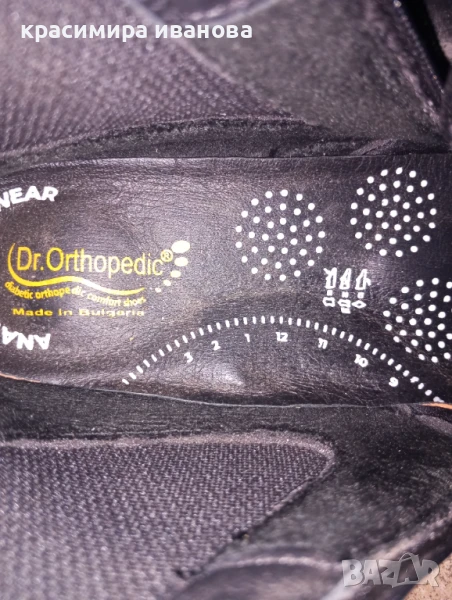 красимира иванова
WEAR
Dr.Orthopedic®
diabetic orthopedic comfort shoes
Made in Bulgaria
ANA
3 2 1 12 11 10 9
BAZAR